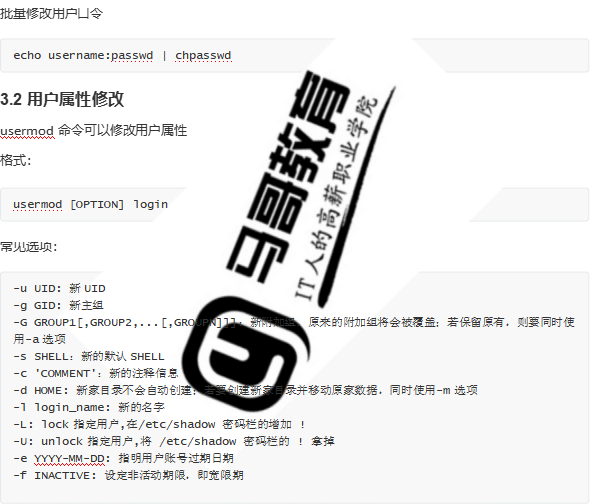 批量修改用户口令
echo username:passwd | chpasswd
3.2 用户属性修改
usermod 命令可以修改用户属性
格式:
usermod [OPTION] login
常见选项:
-u UID: 新 UID
-g GID: 新主组
-G GROUP1[,GROUP2,...[,GROUPN]]]: 新附加组, 原来的附加组将会被覆盖;若保留原有,则要同时使
用-a 选项
-s SHELL: 新的默认 SHELL
-c 'COMMENT': 新的注释信息
-d HOME: 新家目录不会自动创建;若要创建新家目录并移动原家数据,同时使用-m 选项
-l login_name: 新的名字
-L: lock 指定用户,在/etc/shadow 密码栏的增加 !
-U: unlock 指定用户,将 /etc/shadow 密码栏的 ! 拿掉
-e YYYY-MM-DD: 指明用户账号过期日期
-f INACTIVE: 设定非活动期限,即宽限期
马哥教育
IT人的高薪职业学院